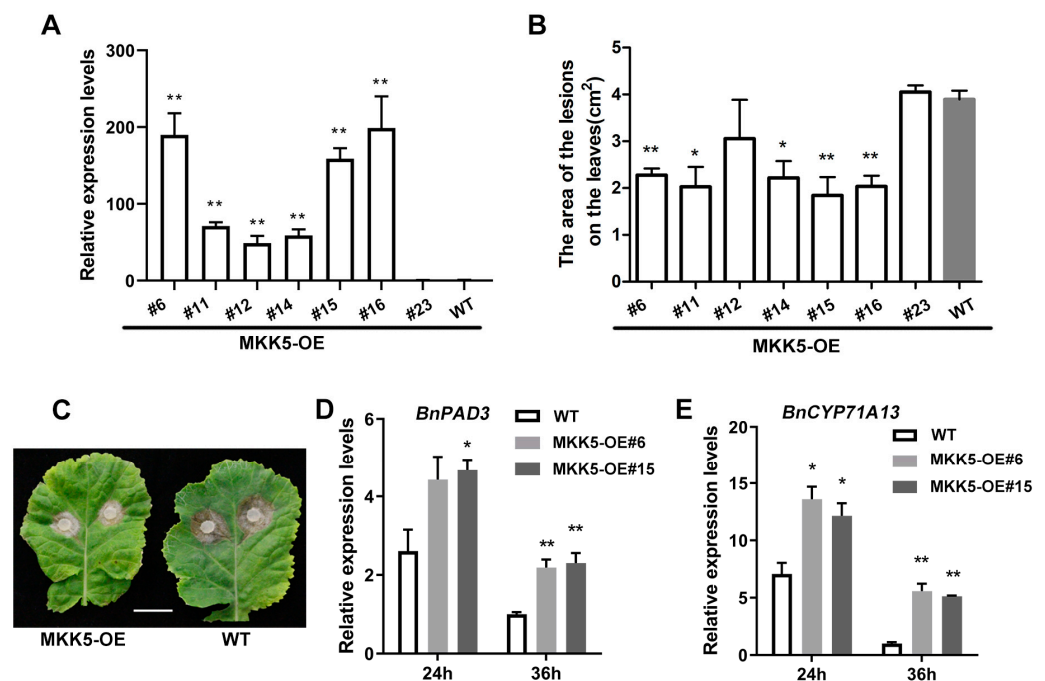 A
Relative expression levels
300
200
100
0
** ** ** ** ** **
#6 #11 #12 #14 #15 #16 #23 WT
MKK5-OE
B
The area of the lesions
on the leaves(cm²)
5
4
3
2
1
0
** * * ** **
#6 #11 #12 #14 #15 #16 #23 WT
MKK5-OE
C
MKK5-OE WT
D
BnPAD3
Relative expression levels
6
4
2
0
WT
MKK5-OE#6
MKK5-OE#15
*
** **
24h 36h
E
BnCYP71A13
Relative expression levels
20
15
10
5
0
WT
MKK5-OE#6
MKK5-OE#15
* *
** **
24h 36h